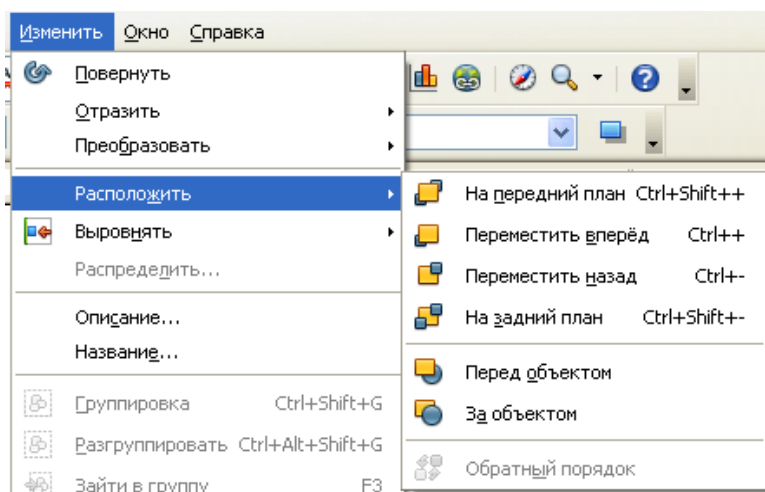 Изменить Окно Справка
Повернуть
Отразить
Преобразовать
Расположить
Выровнять
Распределить...
Описание...
Название...
Группировка Ctrl+Shift+G
Разгруппировать Ctrl+Alt+Shift+G
Зайти в группу F3
На передний план Ctrl+Shift++
Переместить вперёд Ctrl++
Переместить назад Ctrl+-
На задний план Ctrl+Shift+-
Перед объектом
За объектом
Обратный порядок